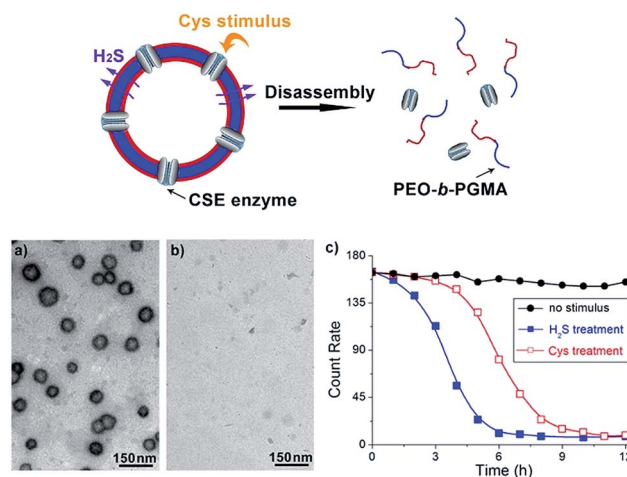 Cys stimulus
H₂S
Disassembly
CSE enzyme
PEO-b-PGMA
a)
150nm
b)
150nm
c)
Count Rate
180
135
90
45
0
no stimulus
H₂S treatment
Cys treatment
0 3 6 9 12
Time (h)